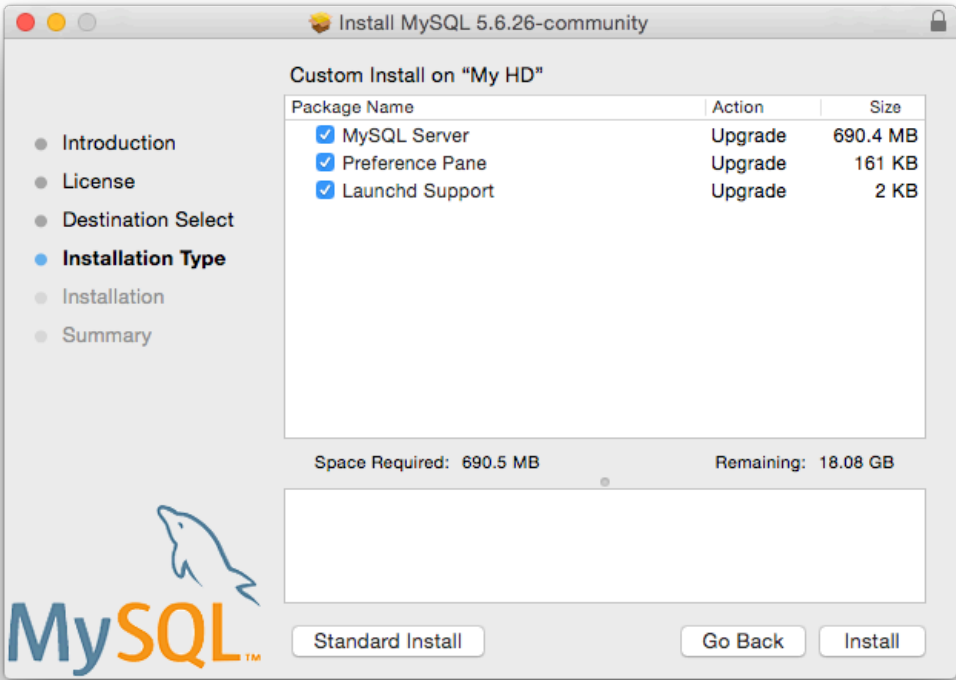 Install MySQL 5.6.26-community
Custom Install on “My HD”
Package Name Action Size
MySQL Server Upgrade 690.4 MB
Preference Pane Upgrade 161 KB
Launchd Support Upgrade 2 KB
Introduction
License
Destination Select
Installation Type
Installation
Summary
Space Required: 690.5 MB Remaining: 18.08 GB
MySQL™
Standard Install Go Back Install